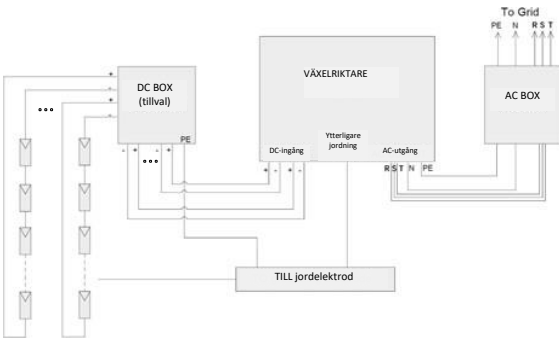 To Grid
PE N R S T
DC BOX
(tillval)
VÄXELRIKTARE
AC BOX
+
-
+
-
...
PE
Ytterligare
jordning
DC-ingång
AC-utgång
- + ... - +
+ - + -
R S T N PE
TILL jordelektrod